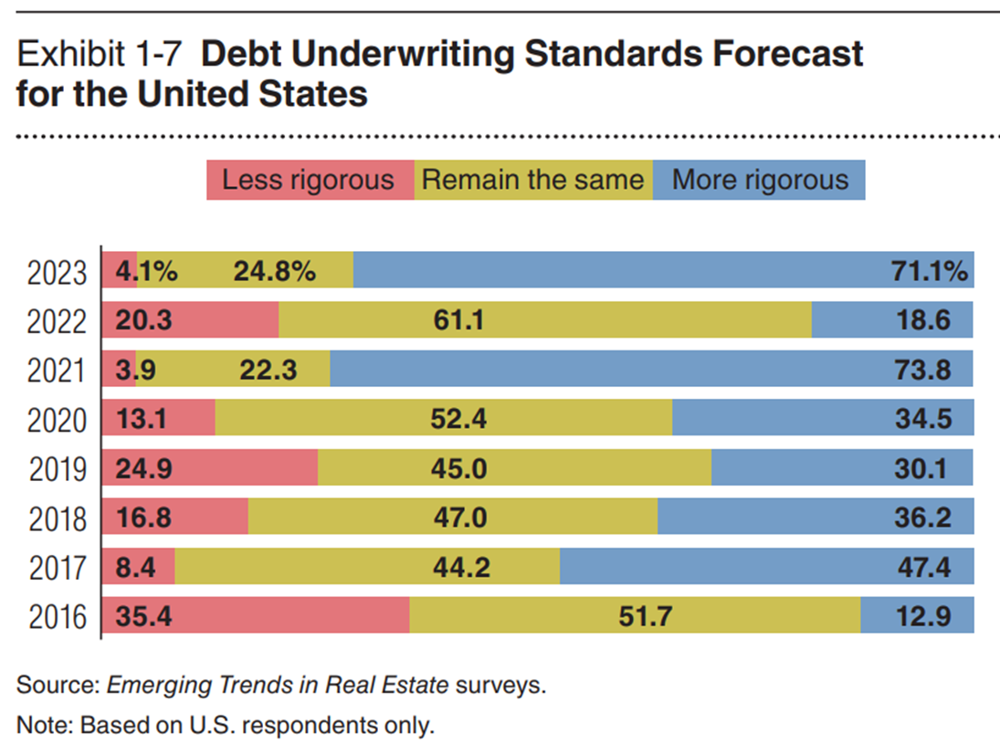 Exhibit 1-7 Debt Underwriting Standards Forecast
for the United States
Less rigorous Remain the same More rigorous
2023 4.1% 24.8% 71.1%
2022 20.3 61.1 18.6
2021 3.9 22.3 73.8
2020 13.1 52.4 34.5
2019 24.9 45.0 30.1
2018 16.8 47.0 36.2
2017 8.4 44.2 47.4
2016 35.4 51.7 12.9
Source: Emerging Trends in Real Estate surveys.
Note: Based on U.S. respondents only.